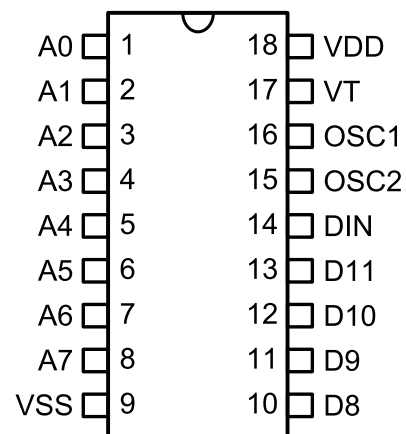 A0 1 18 VDD
A1 2 17 VT
A2 3 16 OSC1
A3 4 15 OSC2
A4 5 14 DIN
A5 6 13 D11
A6 7 12 D10
A7 8 11 D9
VSS 9 10 D8